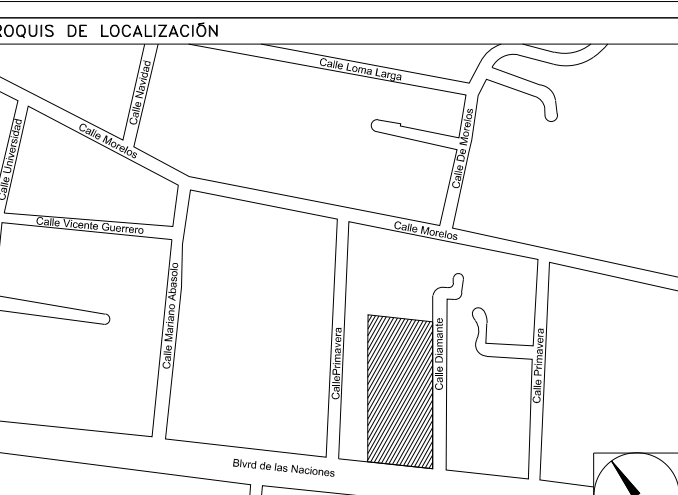 ROQUIS DE LOCALIZACIÓN
Calle Loma Larga
Calle Navidad
Calle Morelos
Calle De Morelos
Calle Universidad
Calle Vicente Guerrero
Calle Morelos
Calle Mariano Abasolo
CallePrimavera
Calle Diamante
Calle Primavera
Blvrd de las Naciones